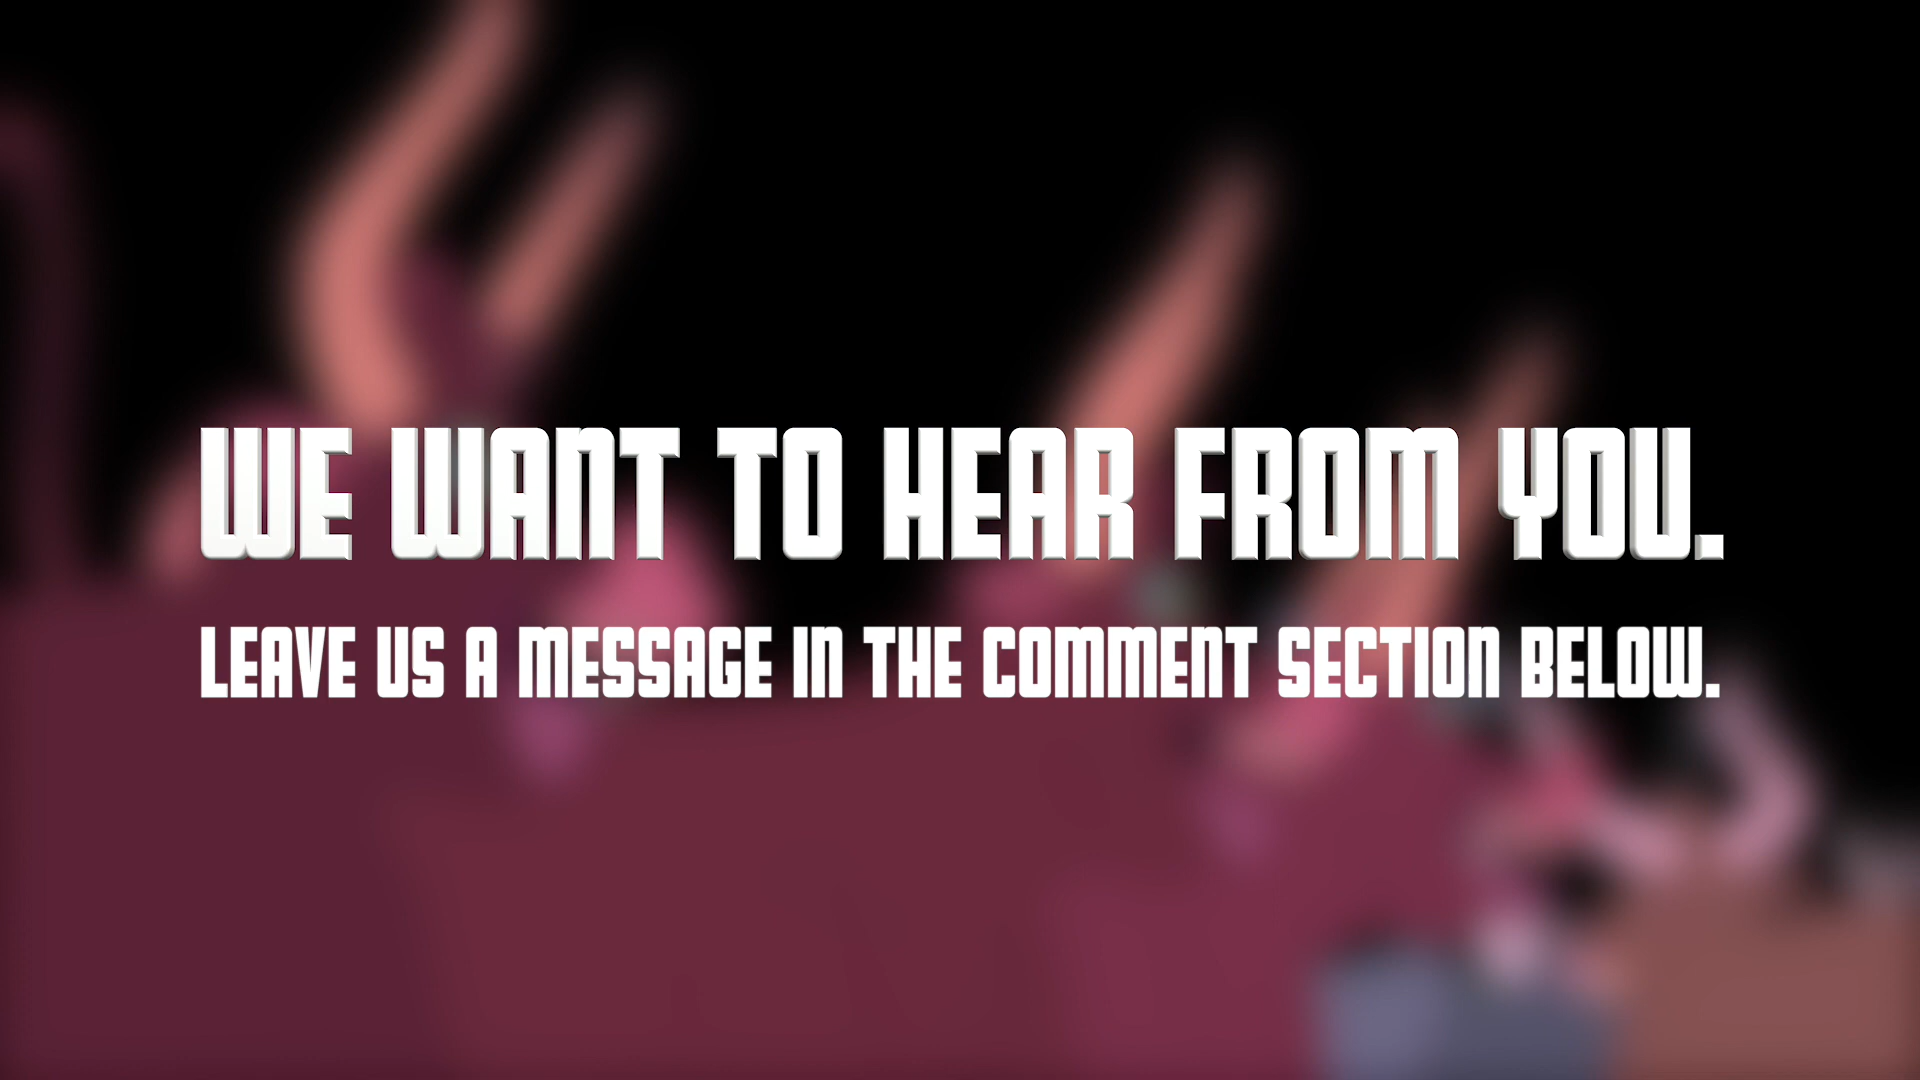 WE WANT TO HEAR FROM YOU.
LEAVE US A MESSAGE IN THE COMMENT SECTION BELOW.